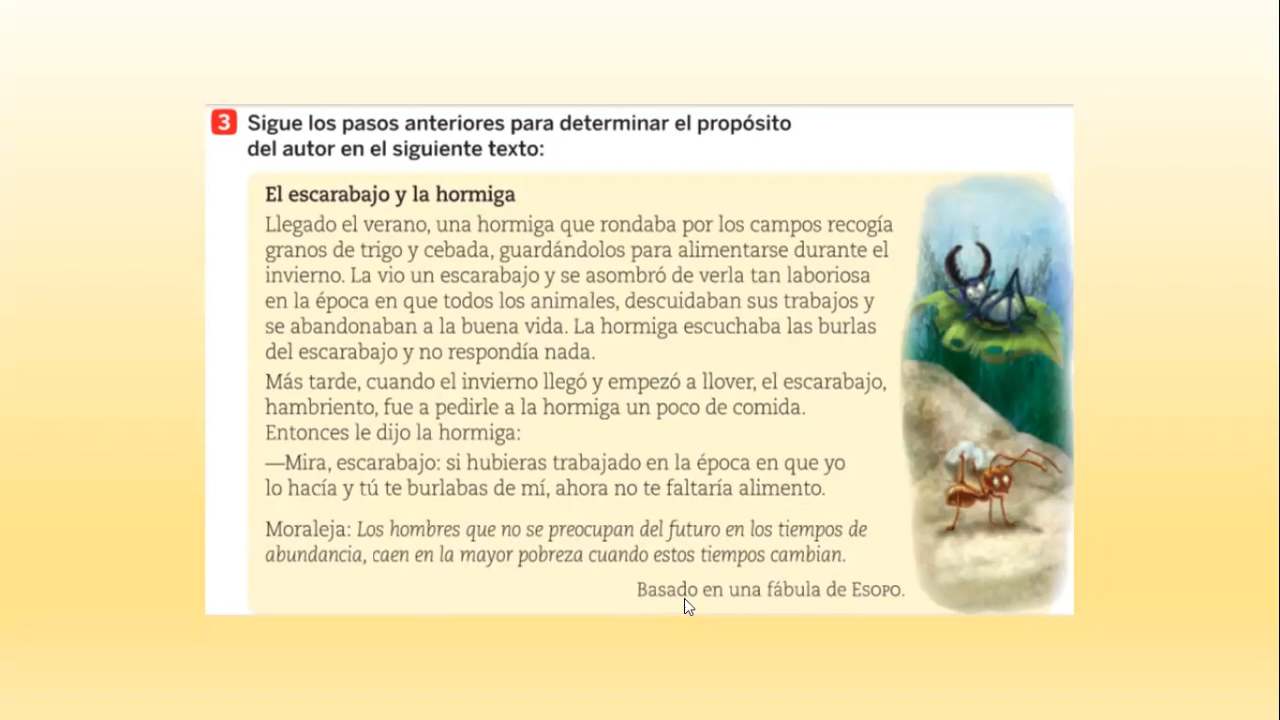 3 Sigue los pasos anteriores para determinar el propósito
del autor en el siguiente texto:
El escarabajo y la hormiga
Llegado el verano, una hormiga que rondaba por los campos recogía
granos de trigo y cebada, guardándolos para alimentarse durante el
invierno. La vio un escarabajo y se asombró de verla tan laboriosa
en la época en que todos los animales, descuidaban sus trabajos y
se abandonaban a la buena vida. La hormiga escuchaba las burlas
del escarabajo y no respondía nada.
Más tarde, cuando el invierno llegó y empezó a llover, el escarabajo,
hambriento, fue a pedirle a la hormiga un poco de comida.
Entonces le dijo la hormiga:
—Mira, escarabajo: si hubieras trabajado en la época en que yo
lo hacía y tú te burlabas de mí, ahora no te faltaría alimento.
Moraleja: Los hombres que no se preocupan del futuro en los tiempos de
abundancia, caen en la mayor pobreza cuando estos tiempos cambian.
Basado en una fábula de ESOPO.